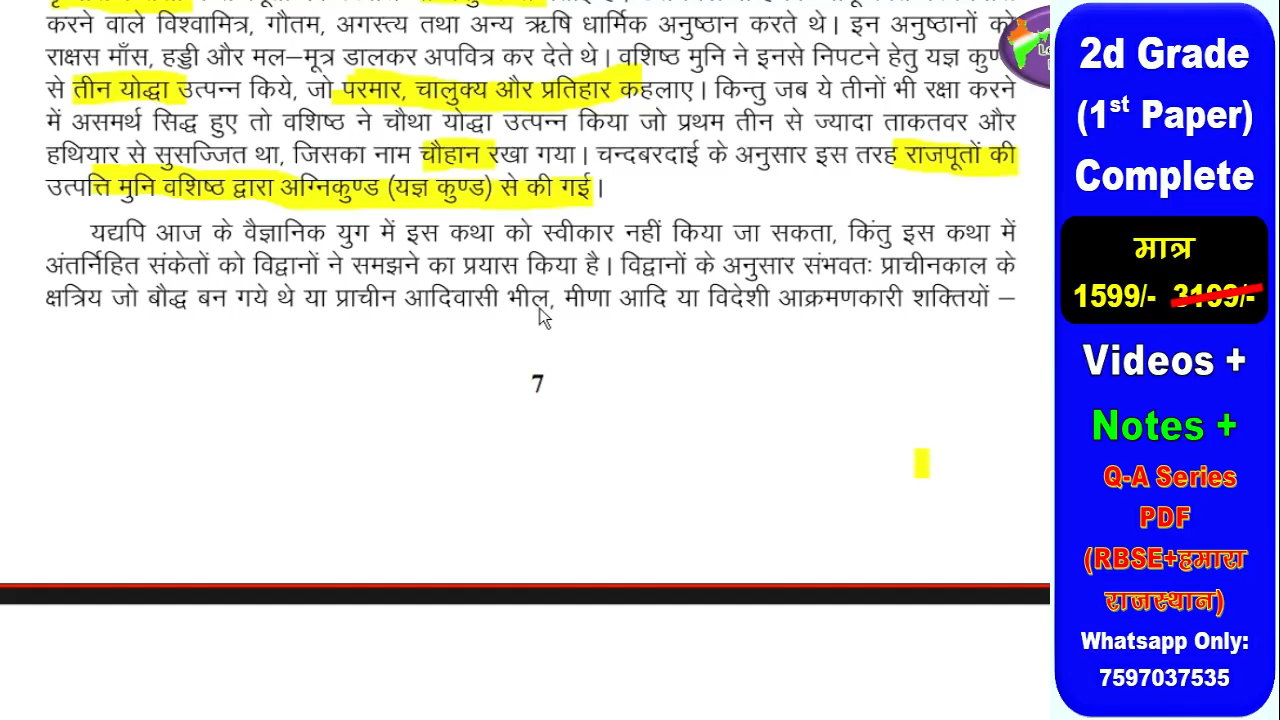 करने वाले विश्वामित्र, गौतम, अगस्त्य तथा अन्य ऋषि धार्मिक अनुष्ठान करते थे। इन अनुष्ठानों को
राक्षस माँस, हड्डी और मल–मूत्र डालकर अपवित्र कर देते थे। वशिष्ठ मुनि ने इनसे निपटने हेतु यज्ञ
से तीन योद्धा उत्पन्न किये, जो परमार, चालुक्य और प्रतिहार कहलाए। किन्तु जब ये तीनों भी रक्षा करने
में असमर्थ सिद्ध हुए तो वशिष्ठ ने चौथा योद्धा उत्पन्न किया जो प्रथम तीन से ज्यादा ताकतवर और
हथियार से सुसज्जित था, जिसका नाम चौहान रखा गया। चन्दबरदाई के अनुसार इस तरह राजपूतों की
उत्पत्ति मुनि वशिष्ठ द्वारा अग्निकुण्ड (यज्ञ कुण्ड) से की गई।
यद्यपि आज के वैज्ञानिक युग में इस कथा को स्वीकार नहीं किया जा सकता, किंतु इस कथा में
अंतर्निहित संकेतों को विद्वानों ने समझने का प्रयास किया है। विद्वानों के अनुसार संभवतः प्राचीनकाल के
क्षत्रिय जो बौद्ध बन गये थे या प्राचीन आदिवासी भील, मीणा आदि या विदेशी आक्रमणकारी शक्तियों –
7
2d Grade
(1st Paper)
Complete
मात्र
1599/- 3199/-
Videos +
Notes +
Q-A Series
PDF
(RBSE+हमारा
राजस्थान)
Whatsapp Only:
7597037535